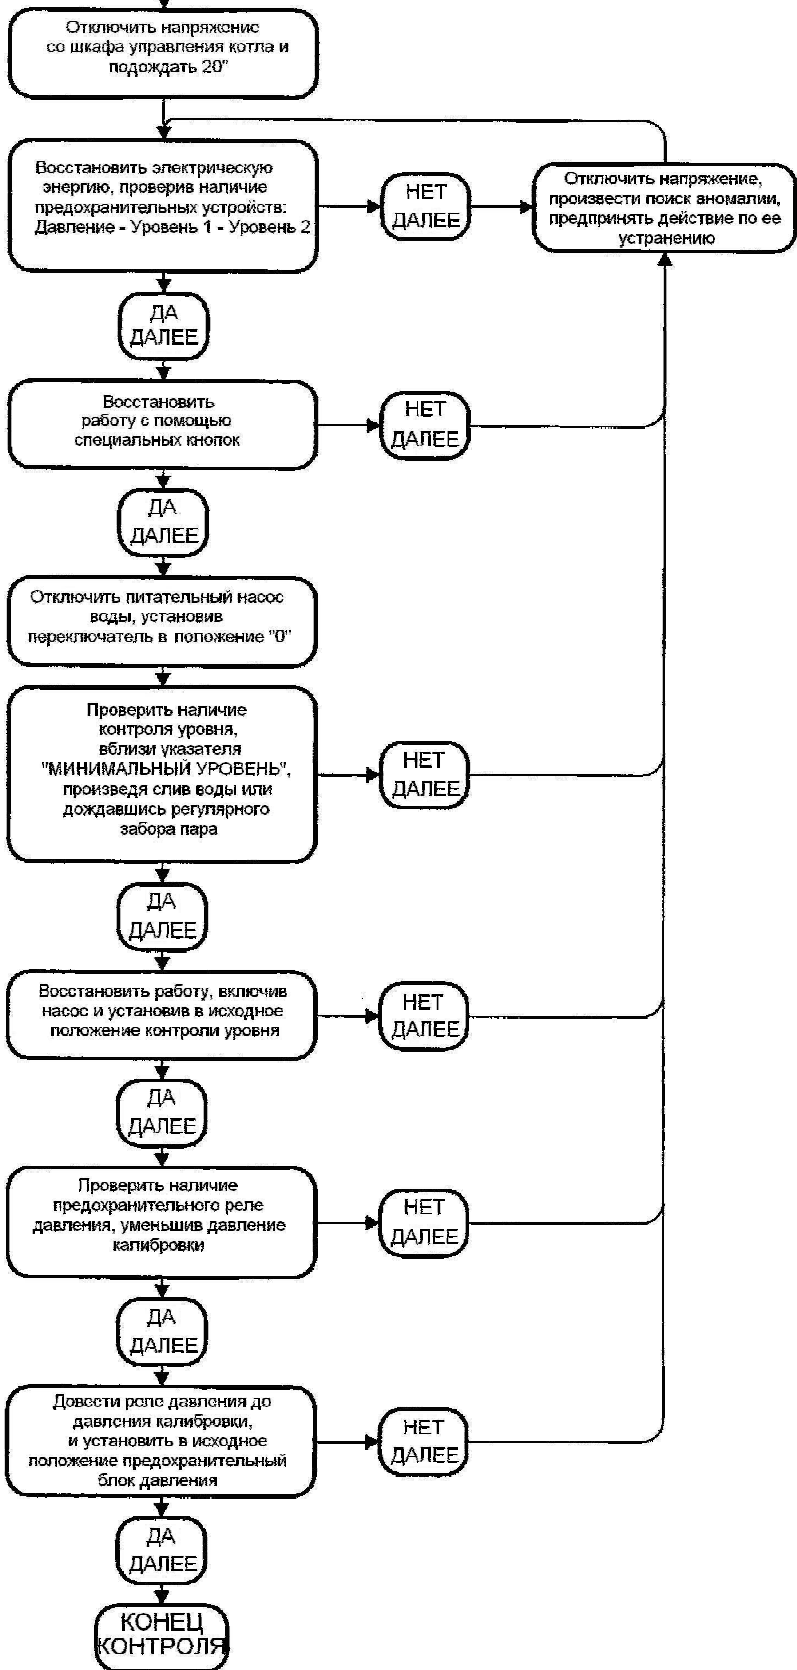 Отключить напряжение
со шкафа управления котла и
подождать 20"
Восстановить электрическую
энергию, проверив наличие
предохранительных устройств:
Давление - Уровень 1 - Уровень 2
НЕТ
ДАЛЕЕ
Отключить напряжение,
произвести поиск аномалии,
предпринять действие по ее
устранению
ДА
ДАЛЕЕ
Восстановить
работу с помощью
специальных кнопок
НЕТ
ДАЛЕЕ
ДА
ДАЛЕЕ
Отключить питательный насос
воды, установив
переключатель в положение "0"
Проверить наличие
контроля уровня,
вблизи указателя
"МИНИМАЛЬНЫЙ УРОВЕНЬ",
произведя слив воды или
дождавшись регулярного
забора пара
НЕТ
ДАЛЕЕ
ДА
ДАЛЕЕ
Восстановить работу, включив
насос и установив в исходное
положение контроли уровня
НЕТ
ДАЛЕЕ
ДА
ДАЛЕЕ
Проверить наличие
предохранительного реле
давления, уменьшив давление
калибровки
НЕТ
ДАЛЕЕ
ДА
ДАЛЕЕ
Довести реле давления до
давления калибровки,
и установить в исходное
положение предохранительный
блок давления
НЕТ
ДАЛЕЕ
ДА
ДАЛЕЕ
КОНЕЦ
КОНТРОЛЯ